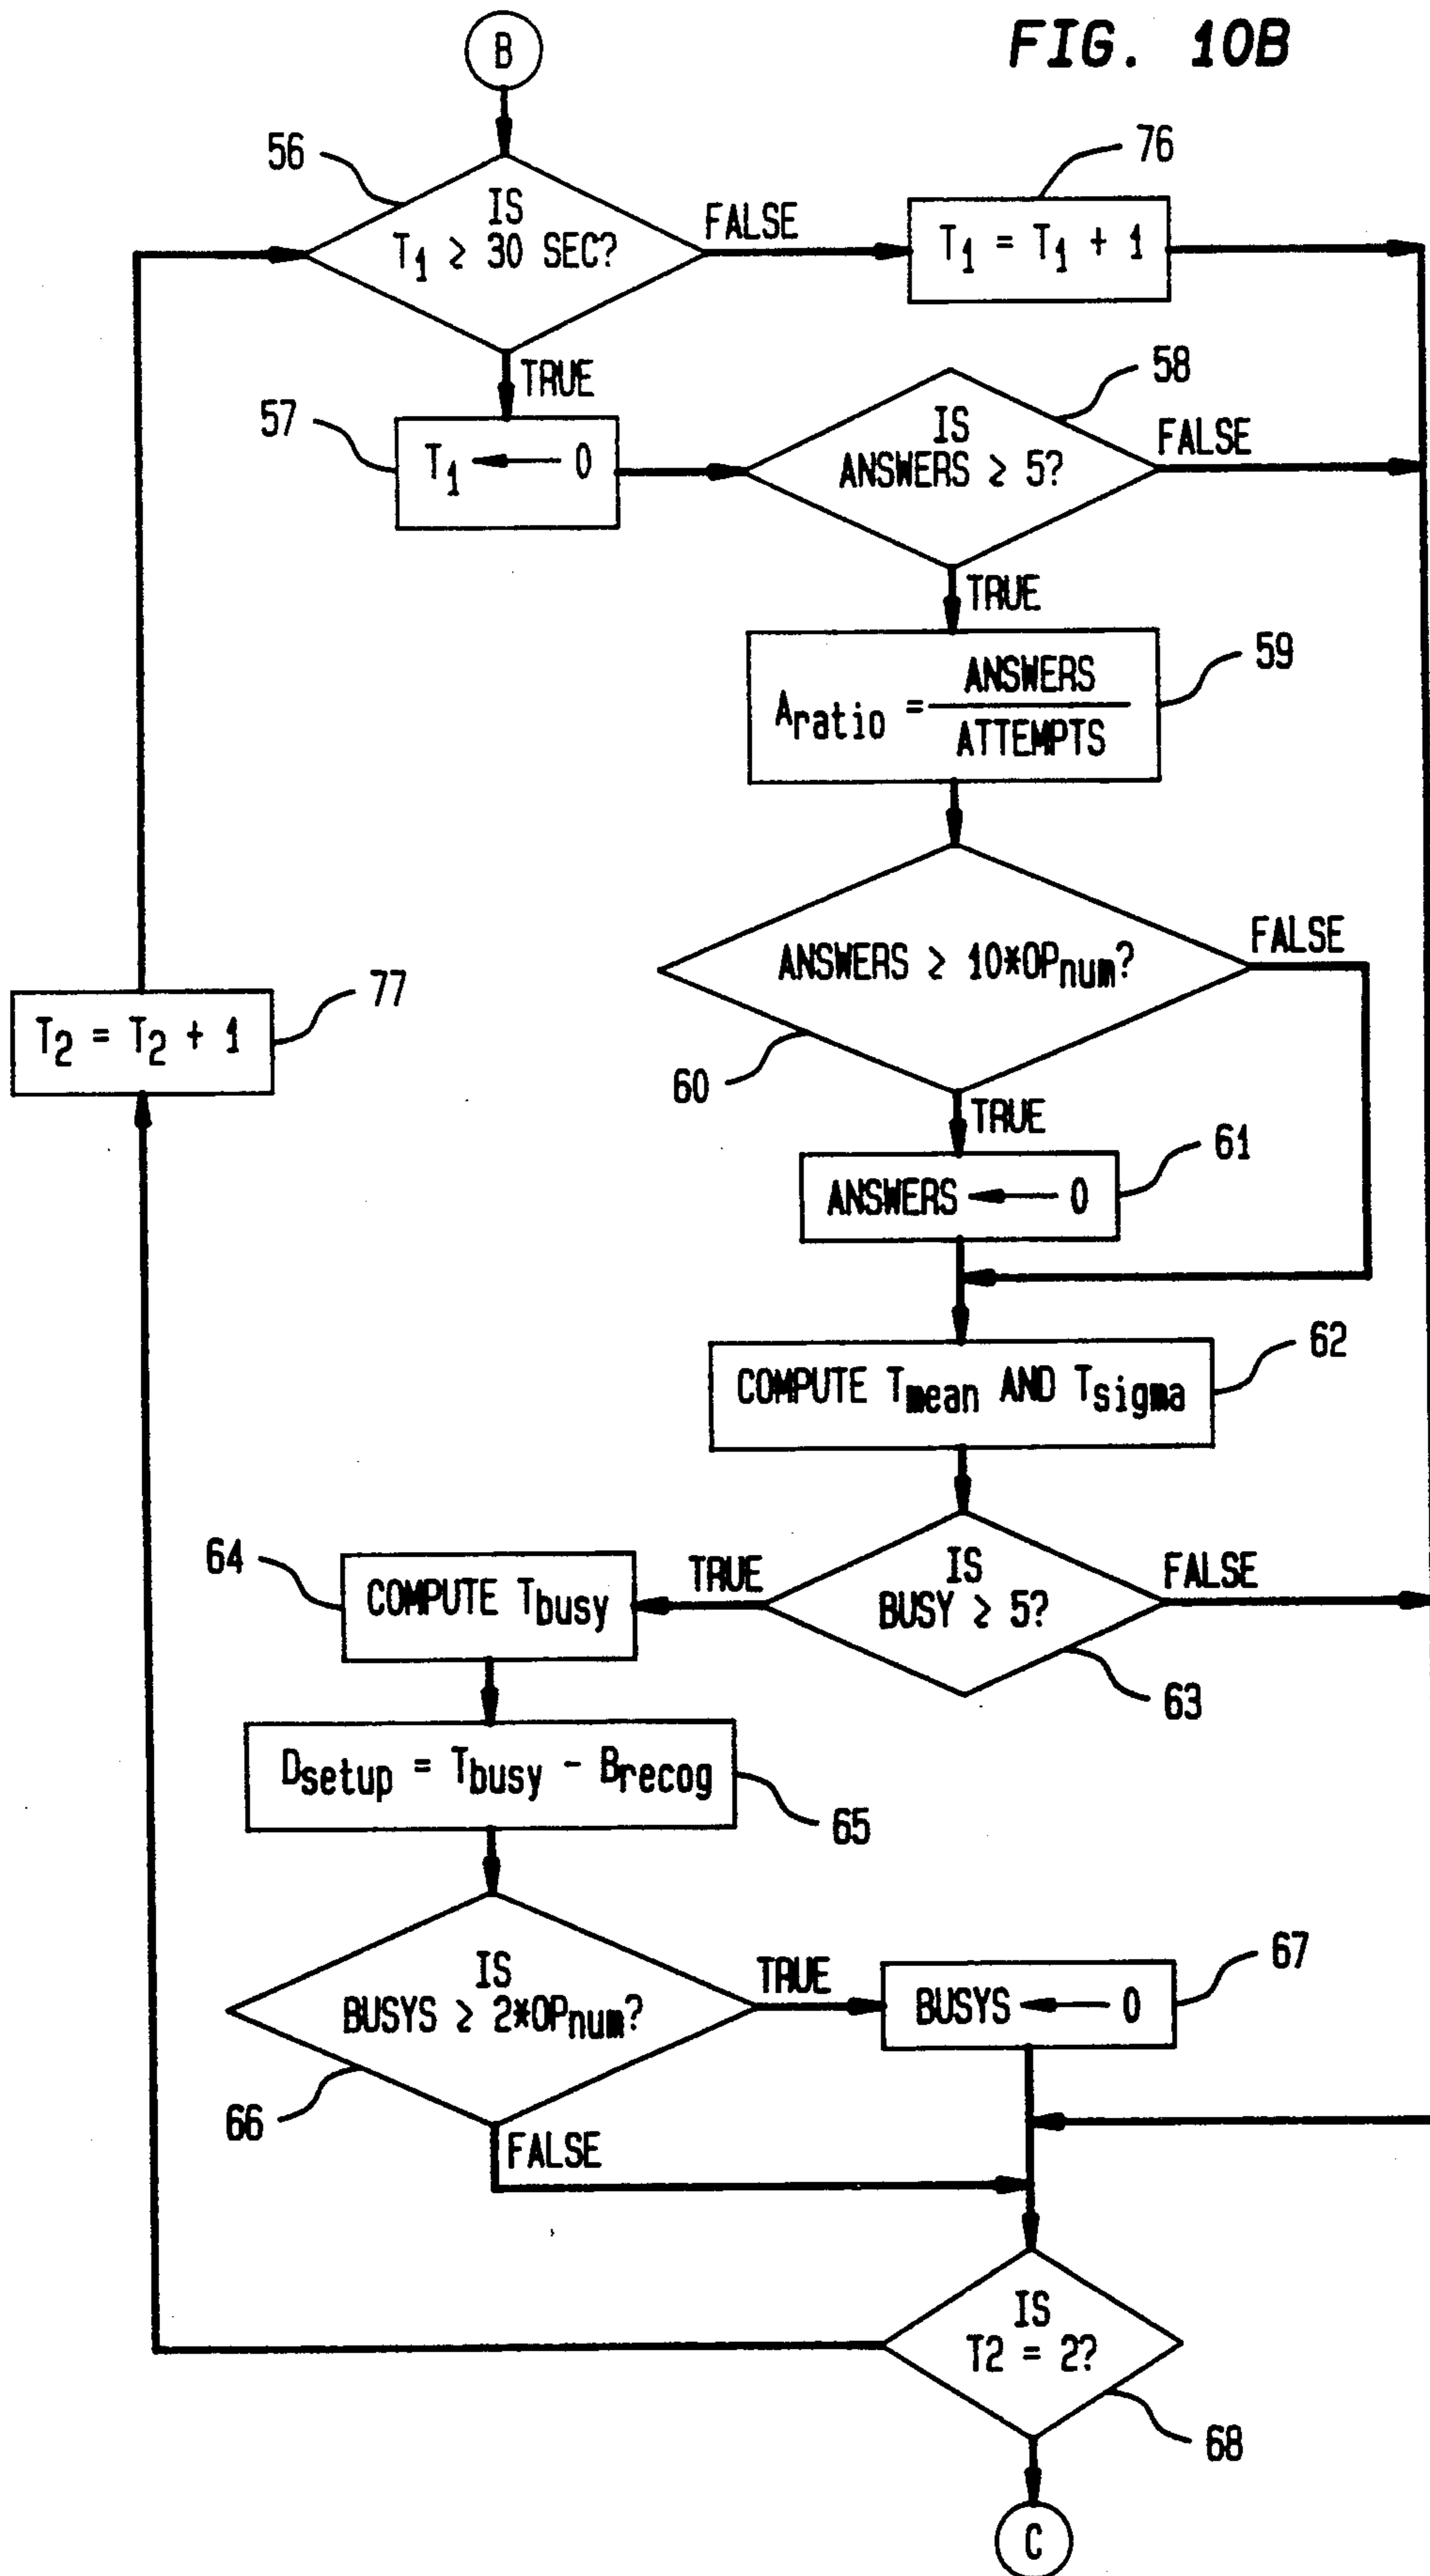 FIG. 10B
B
56
IS
T1 ≥ 30 SEC?
FALSE
76
T1 = T1 + 1
TRUE
57
T1 ← 0
58
IS
ANSWERS ≥ 5?
FALSE
TRUE
59
Aratio = ANSWERS
ATTEMPTS
ANSWERS ≥ 10*OPnum?
FALSE
60
TRUE
77
T2 = T2 + 1
61
ANSWERS ← 0
62
COMPUTE Tmean AND Tsigma
63
IS
BUSY ≥ 5?
TRUE
FALSE
64
COMPUTE Tbusy
65
Dsetup = Tbusy - Brecog
66
IS
BUSYS ≥ 2*OPnum?
TRUE
67
BUSYS ← 0
FALSE
IS
T2 = 2?
68
C